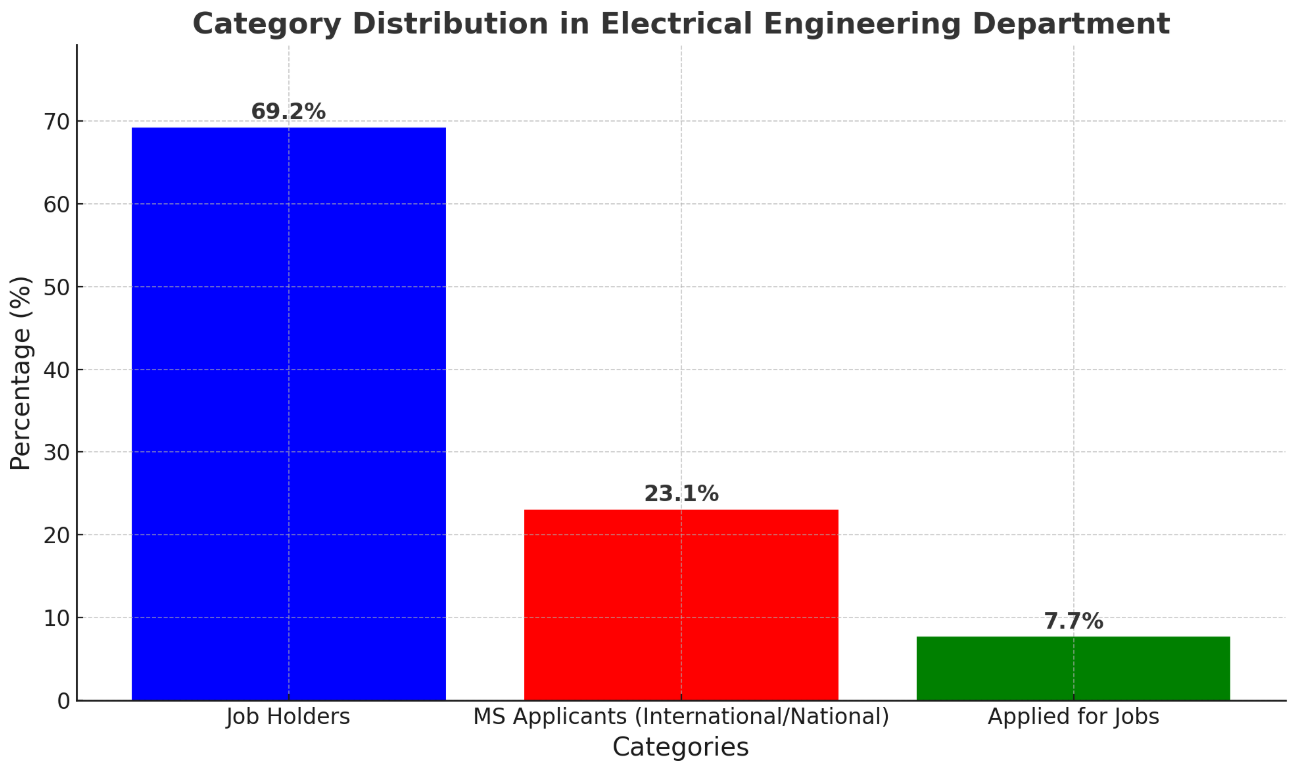 Category Distribution in Electrical Engineering Department
Percentage (%)
70
60
50
40
30
20
10
0
69.2%
23.1%
7.7%
Job Holders
MS Applicants (International/National)
Applied for Jobs
Categories